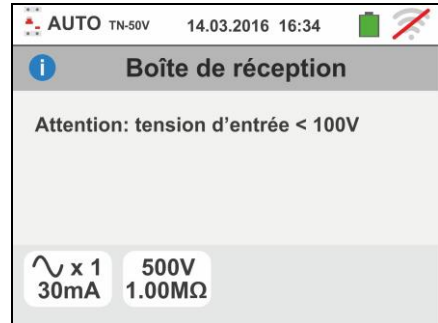 AUTO TN-50V 14.03.2016 16:34
i Boîte de réception
Attention: tension d’entrée < 100V
x 1 500V
30mA 1.00MΩ